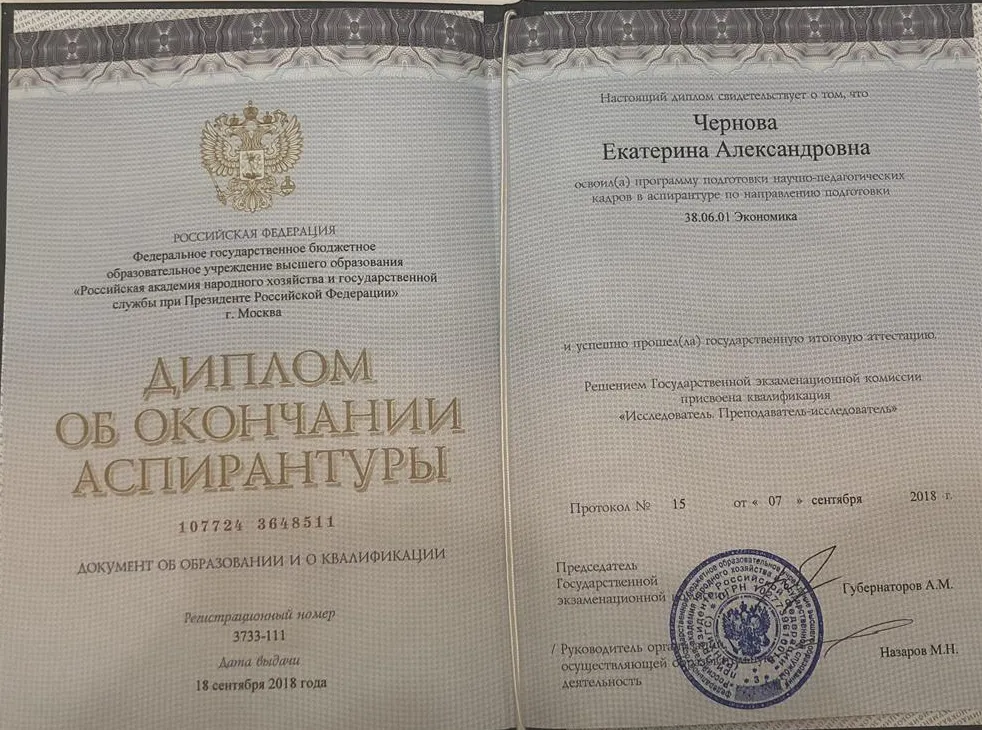 РОССИЙСКАЯ ФЕДЕРАЦИЯ
Федеральное государственное бюджетное
образовательное учреждение высшего образования
«Российская академия народного хозяйства и государственной
службы при Президенте Российской Федерации»
г. Москва
ДИПЛОМ
ОБ ОКОНЧАНИИ
АСПИРАНТУРЫ
107724 3648511
ДОКУМЕНТ ОБ ОБРАЗОВАНИИ И О КВАЛИФИКАЦИИ
Регистрационный номер
3733-111
Дата выдачи
18 сентября 2018 года
Настоящий диплом свидетельствует о том, что
Чернова
Екатерина Александровна
освоил(а) программу подготовки научно-педагогических
кадров в аспирантуре по направлению подготовки
38.06.01 Экономика
и успешно прошел(ла) государственную итоговую аттестацию.
Решением Государственной экзаменационной комиссии
присвоена квалификация
«Исследователь. Преподаватель-исследователь»
Протокол № 15 от « 07 » сентября 2018 г.
Председатель
Государственной
экзаменационной
Губернаторов А.М.
/ Руководитель
осуществляющей
деятельность
Назаров М.Н.